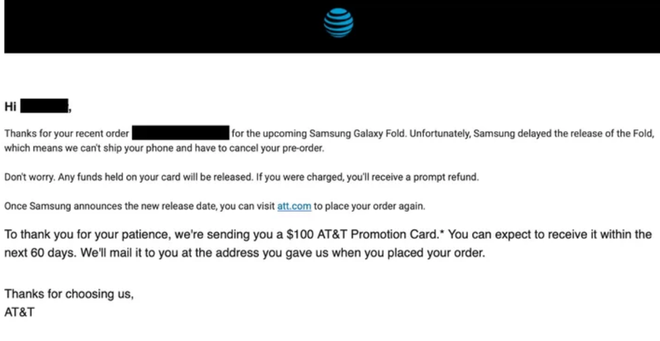 Hi ,
Thanks for your recent order for the upcoming Samsung Galaxy Fold. Unfortunately, Samsung delayed the release of the Fold,
which means we can't ship your phone and have to cancel your pre-order.
Don't worry. Any funds held on your card will be released. If you were charged, you'll receive a prompt refund.
Once Samsung announces the new release date, you can visit att.com to place your order again.
To thank you for your patience, we're sending you a $100 AT&T Promotion Card.* You can expect to receive it within the
next 60 days. We'll mail it to you at the address you gave us when you placed your order.
Thanks for choosing us,
AT&T